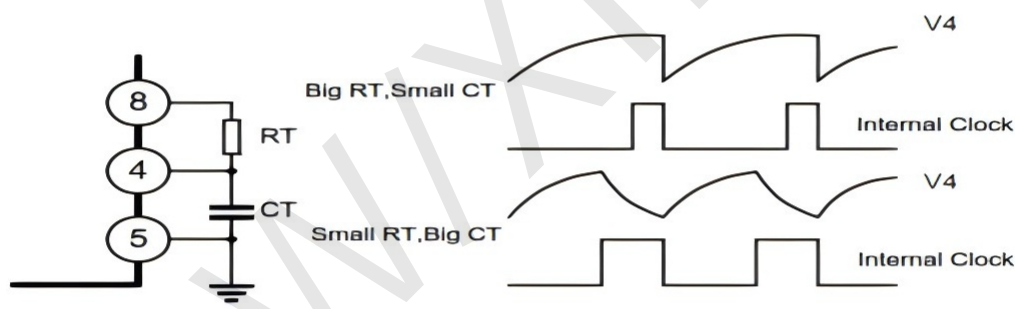 8
RT
4
CT
5
V4
Big RT,Small CT
Internal Clock
V4
Small RT,Big CT
Internal Clock